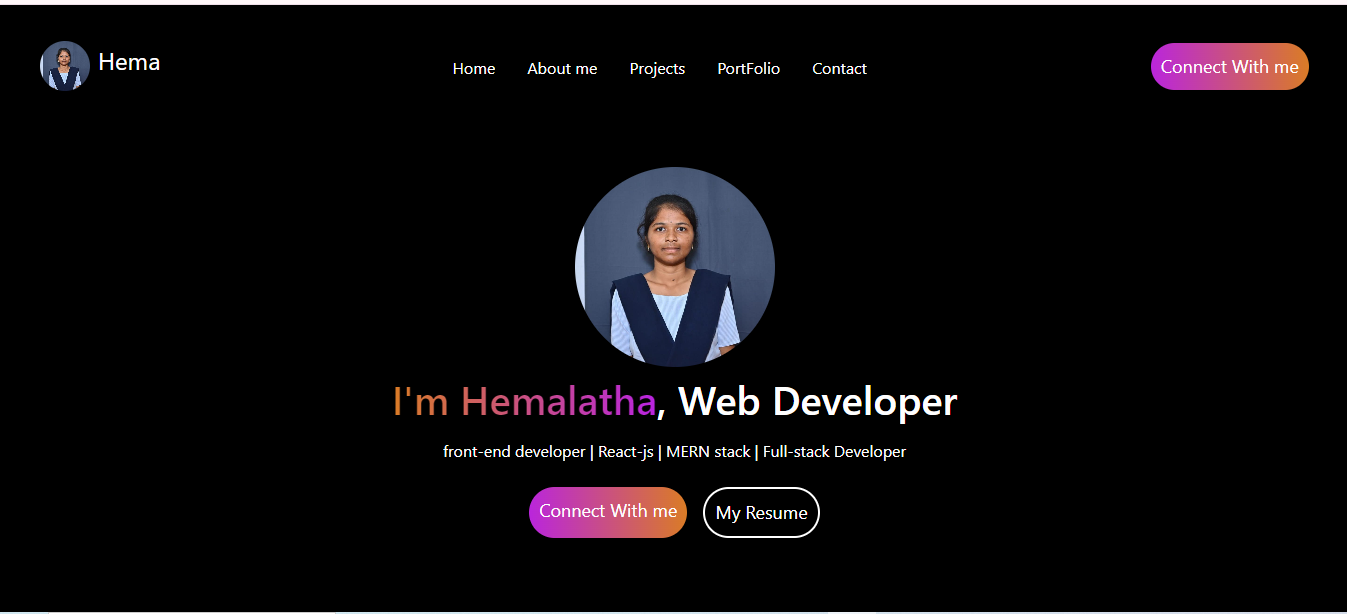 Hema
Home About me Projects PortFolio Contact
Connect With me
I'm Hemalatha, Web Developer
front-end developer | React-js | MERN stack | Full-stack Developer
Connect With me
My Resume